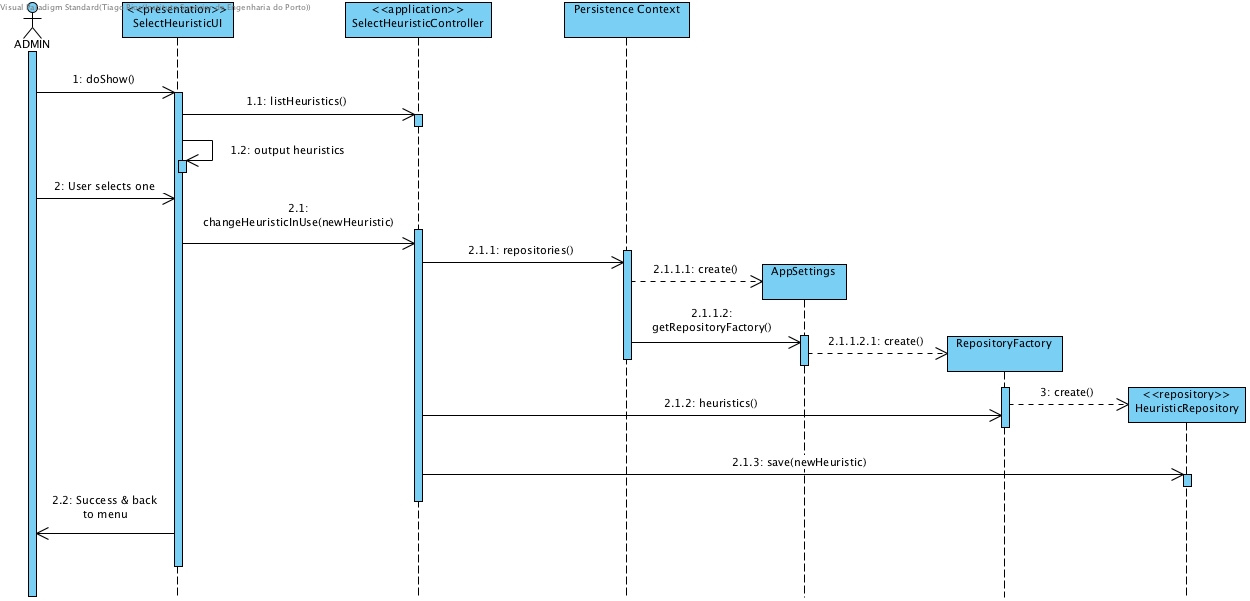 Visual Paradigm Standard(Tiago Engenharia do Porto))
<<presentation>>
SelectHeuristicUI
<<application>>
SelectHeuristicController
Persistence Context
ADMIN
1: doShow()
1.1: listHeuristics()
1.2: output heuristics
2: User selects one
2.1:
changeHeuristicInUse(newHeuristic)
2.1.1: repositories()
2.1.1.1: create()
AppSettings
2.1.1.2:
getRepositoryFactory()
2.1.1.2.1: create()
RepositoryFactory
3: create()
<<repository>>
HeuristicRepository
2.1.2: heuristics()
2.1.3: save(newHeuristic)
2.2: Success & back
to menu